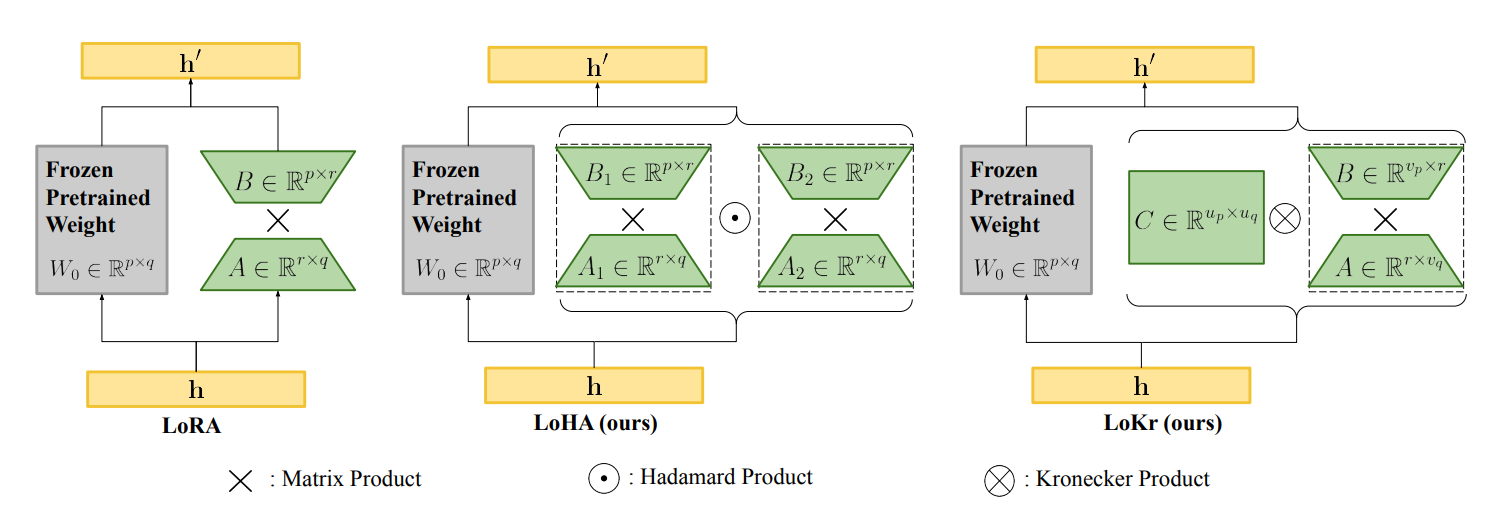 h′
Frozen
Pretrained
Weight
W₀ ∈ ℝ^{p×q}
B ∈ ℝ^{p×r}
×
A ∈ ℝ^{r×q}
h
LoRA
h′
Frozen
Pretrained
Weight
W₀ ∈ ℝ^{p×q}
B₁ ∈ ℝ^{p×r}
×
A₁ ∈ ℝ^{r×q}
⊙
B₂ ∈ ℝ^{p×r}
×
A₂ ∈ ℝ^{r×q}
h
LoHA (ours)
h′
Frozen
Pretrained
Weight
W₀ ∈ ℝ^{p×q}
C ∈ ℝ^{u_p×u_q}
⊗
B ∈ ℝ^{v_p×r}
×
A ∈ ℝ^{r×v_q}
h
LoKr (ours)
× : Matrix Product
⊙ : Hadamard Product
⊗ : Kronecker Product